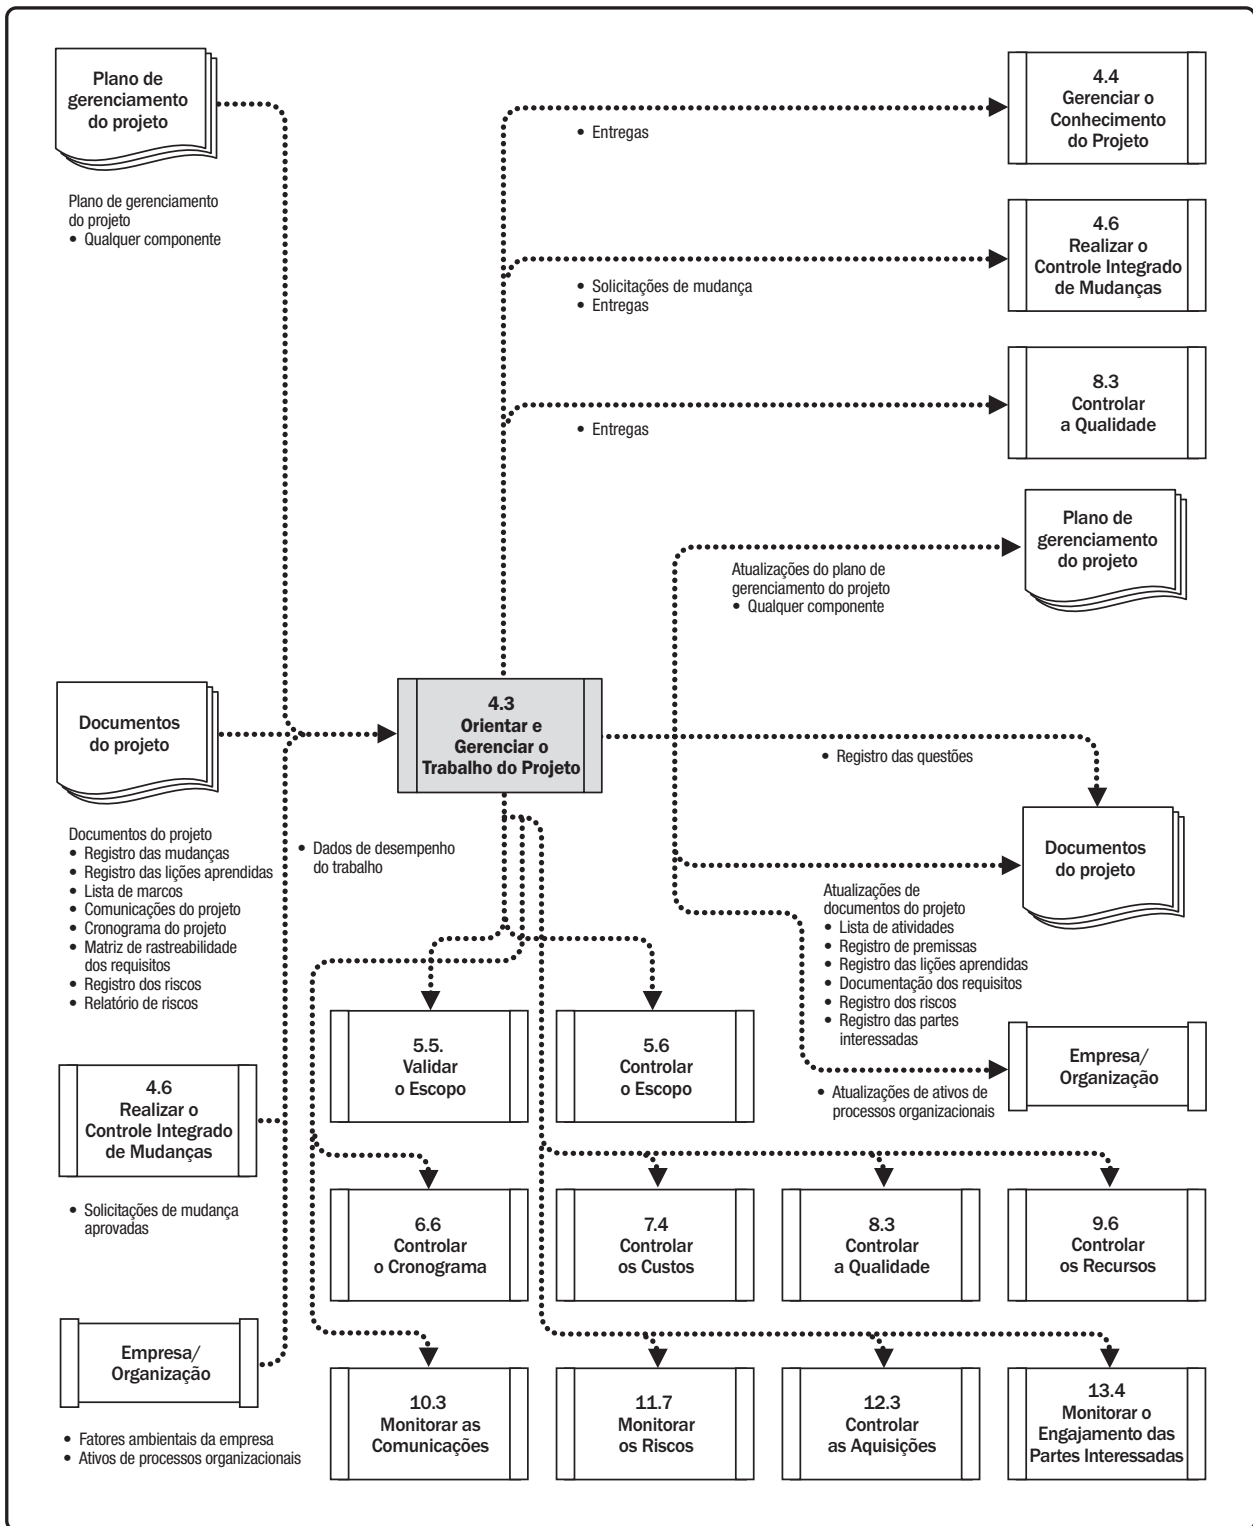 Plano de
gerenciamento
do projeto
Plano de gerenciamento
do projeto
• Qualquer componente
4.4
Gerenciar o
Conhecimento
do Projeto
• Entregas
4.6
Realizar o
Controle Integrado
de Mudanças
• Solicitações de mudança
• Entregas
8.3
Controlar
a Qualidade
• Entregas
Plano de
gerenciamento
do projeto
Atualizações do plano de
gerenciamento do projeto
• Qualquer componente
Documentos
do projeto
4.3
Orientar e
Gerenciar o
Trabalho do Projeto
• Registro das questões
Documentos do projeto
• Registro das mudanças
• Registro das lições aprendidas
• Lista de marcos
• Comunicações do projeto
• Cronograma do projeto
• Matriz de rastreabilidade
dos requisitos
• Registro dos riscos
• Relatório de riscos
• Dados de desempenho
do trabalho
Documentos
do projeto
Atualizações de
documentos do projeto
• Lista de atividades
• Registro de premissas
• Registro das lições aprendidas
• Documentação dos requisitos
• Registro dos riscos
• Registro das partes
interessadas
5.5.
Validar
o Escopo
5.6
Controlar
o Escopo
Empresa/
Organização
• Atualizações de ativos de
processos organizacionais
4.6
Realizar o
Controle Integrado
de Mudanças
• Solicitações de mudança
aprovadas
6.6
Controlar
o Cronograma
7.4
Controlar
os Custos
8.3
Controlar
a Qualidade
9.6
Controlar
os Recursos
Empresa/
Organização
• Fatores ambientais da empresa
• Ativos de processos organizacionais
10.3
Monitorar as
Comunicações
11.7
Monitorar
os Riscos
12.3
Controlar
as Aquisições
13.4
Monitorar o
Engajamento das
Partes Interessadas